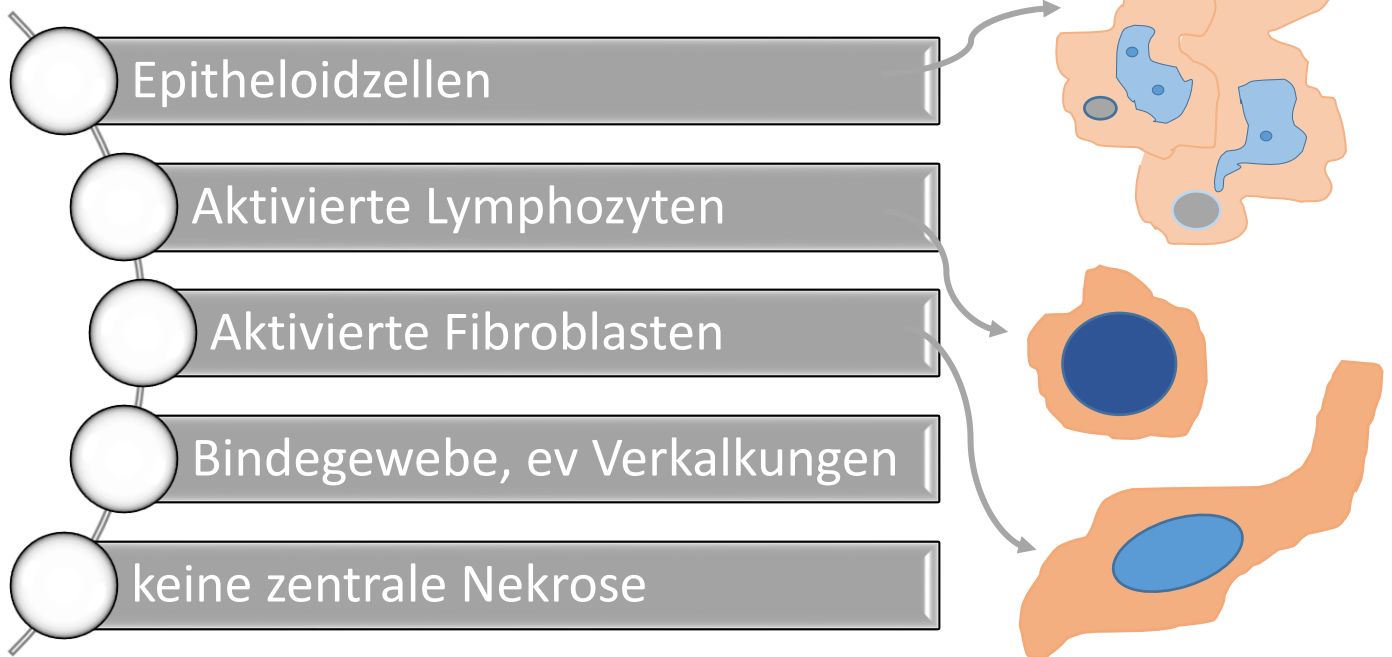 Epitheloidzellen
Aktivierte Lymphozyten
Aktivierte Fibroblasten
Bindegewebe, ev Verkalkungen
keine zentrale Nekrose